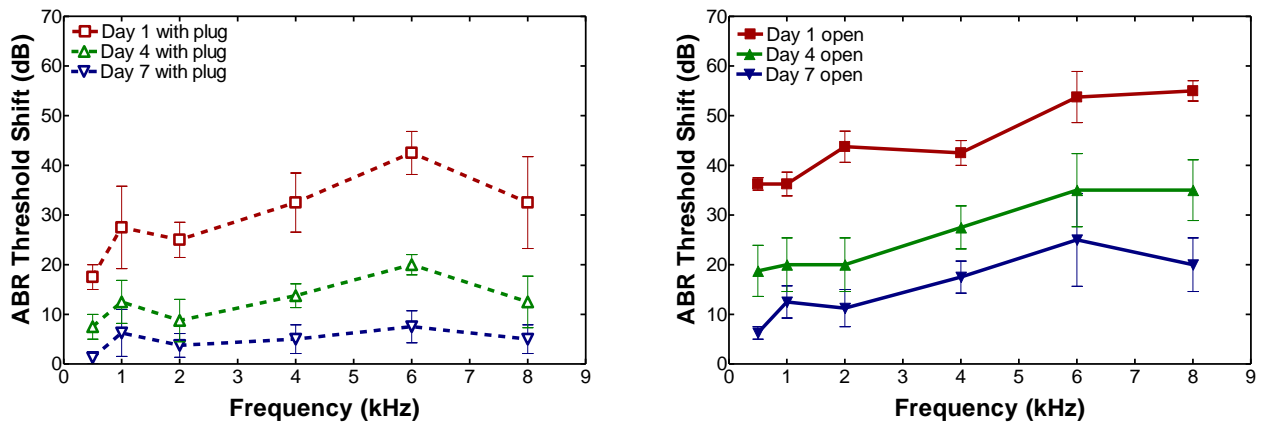 70
60
50
40
30
20
10
0
ABR Threshold Shift (dB)
Day 1 with plug
Day 4 with plug
Day 7 with plug
0 1 2 3 4 5 6 7 8 9
Frequency (kHz)
70
60
50
40
30
20
10
0
ABR Threshold Shift (dB)
Day 1 open
Day 4 open
Day 7 open
0 1 2 3 4 5 6 7 8 9
Frequency (kHz)